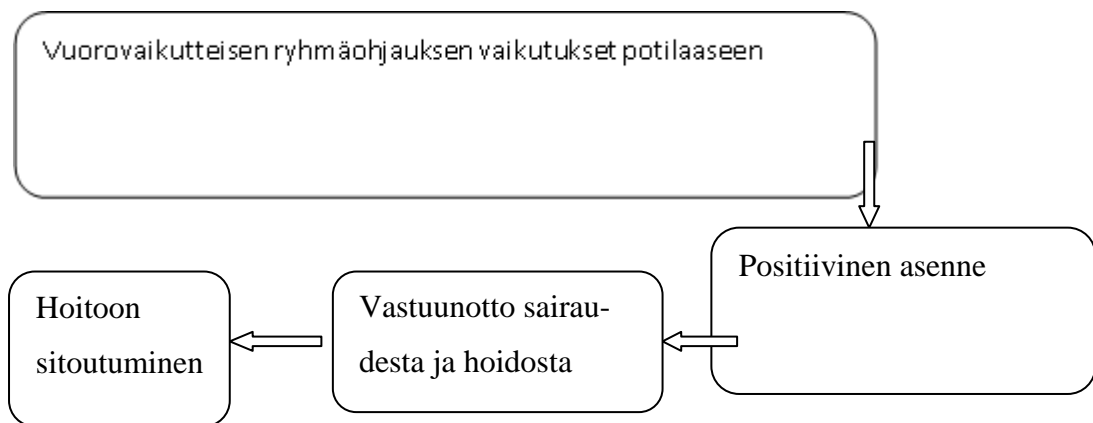 Vuorovaikutteisen ryhmäohjauksen vaikutukset potilaaseen
Positiivinen asenne
Vastuunotto sairau-
desta ja hoidosta
Hoitoon
sitoutuminen